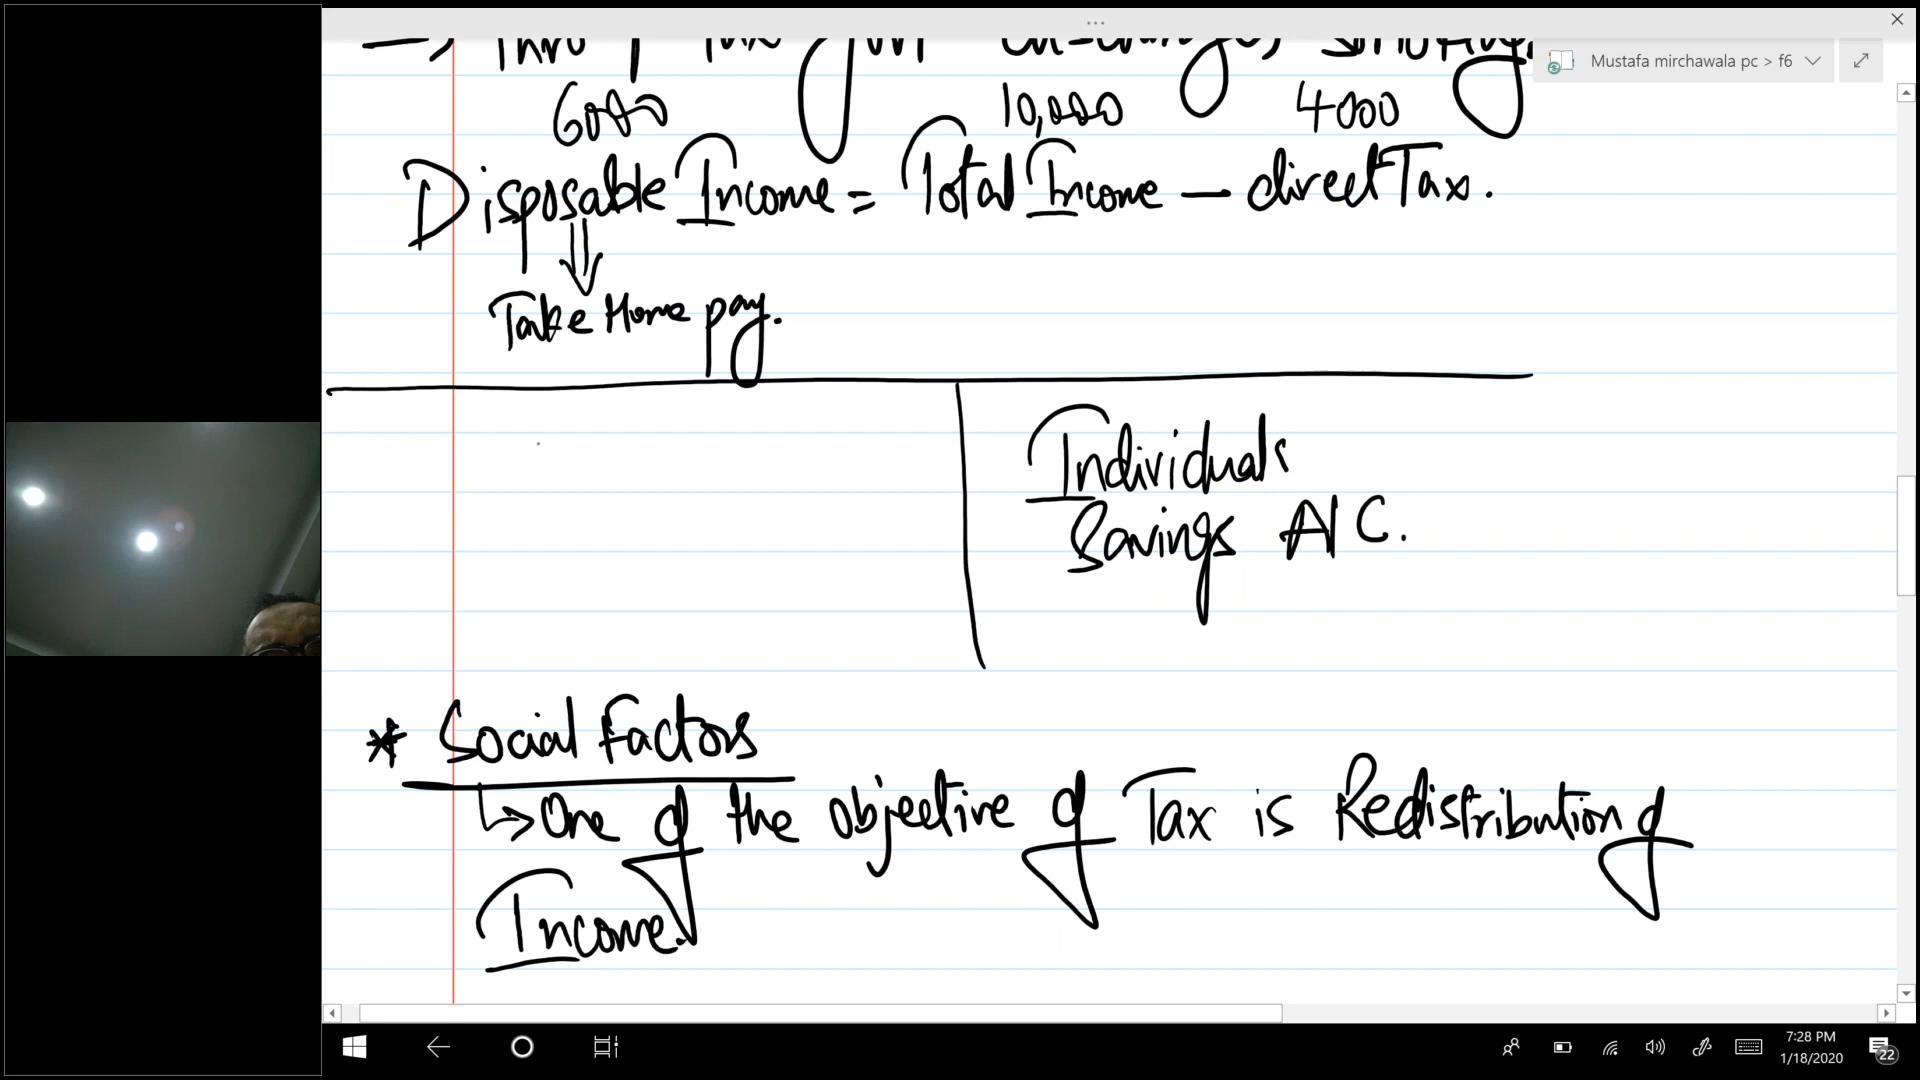 Mustafa mirchawala pc > f6
6000 10,000 4000
Disposable Income = Total Income — direct Tax.
Take Home pay.
Individuals
Savings A/C.
* Social Factors
↳ One of the objective of Tax is Redistribution of
Income.
7:28 PM
1/18/2020
22